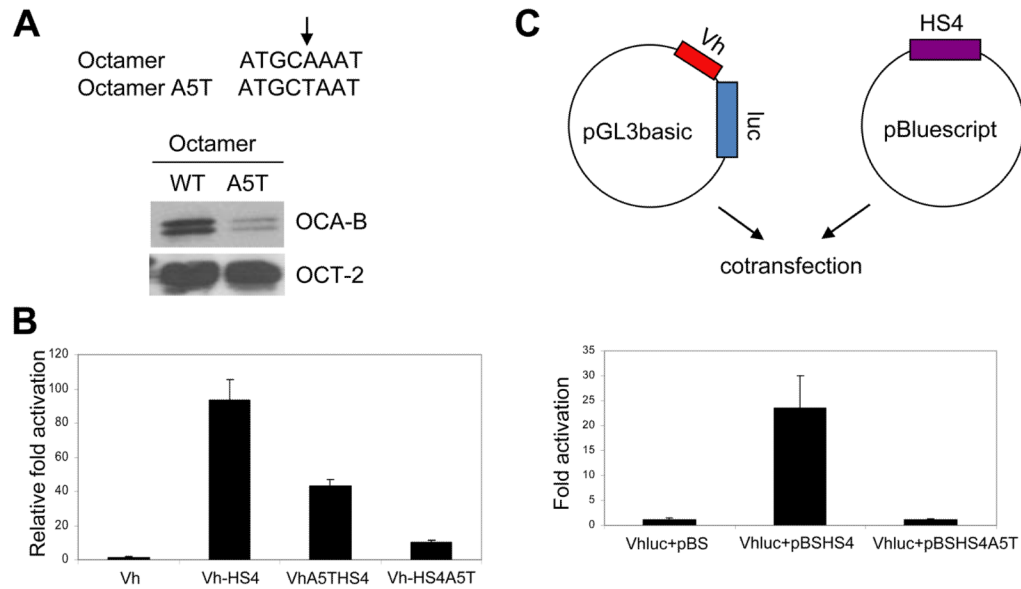 A
Octamer ATGCAAAT
Octamer A5T ATGCTAAT
Octamer
WT A5T
OCA-B
OCT-2
B
Relative fold activation
120
100
80
60
40
20
0
Vh Vh-HS4 VhA5THS4 Vh-HS4A5T
C
Vh
luc
pGL3basic
HS4
pBluescript
cotransfection
Fold activation
35
30
25
20
15
10
5
0
Vhluc+pBS Vhluc+pBSHS4 Vhluc+pBSHS4A5T